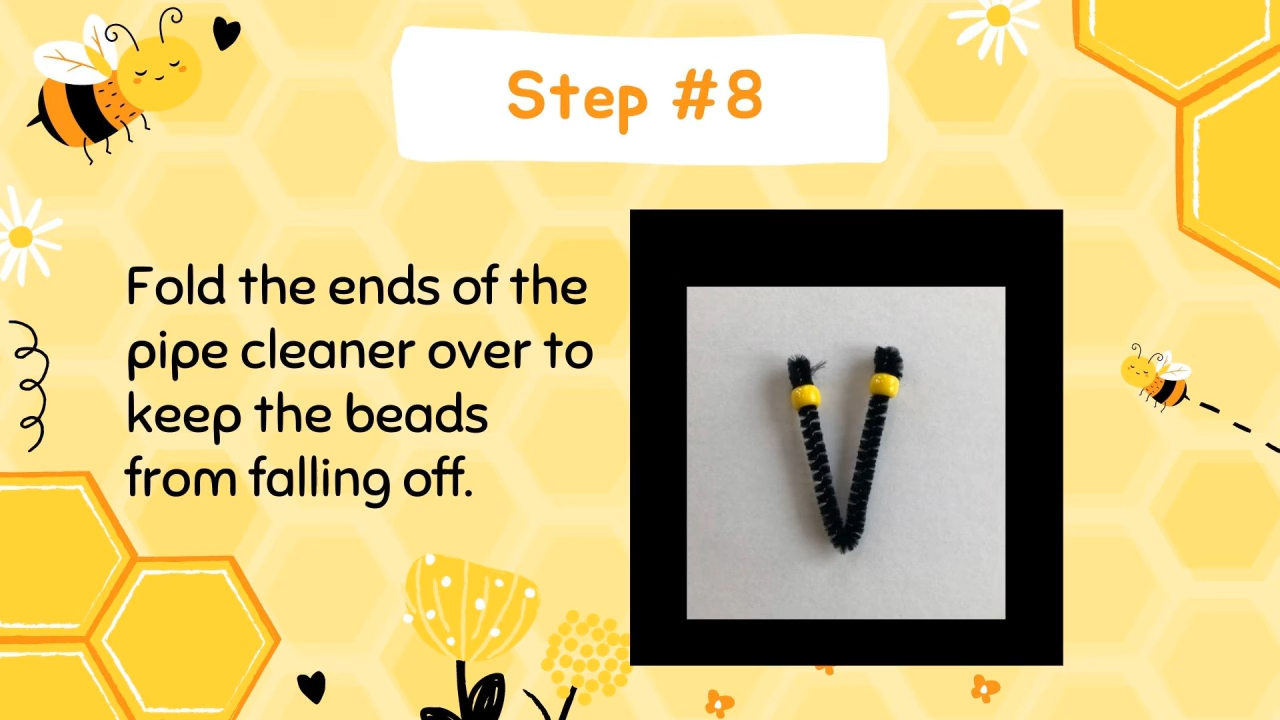 Step #8
Fold the ends of the
pipe cleaner over to
keep the beads
from falling off.